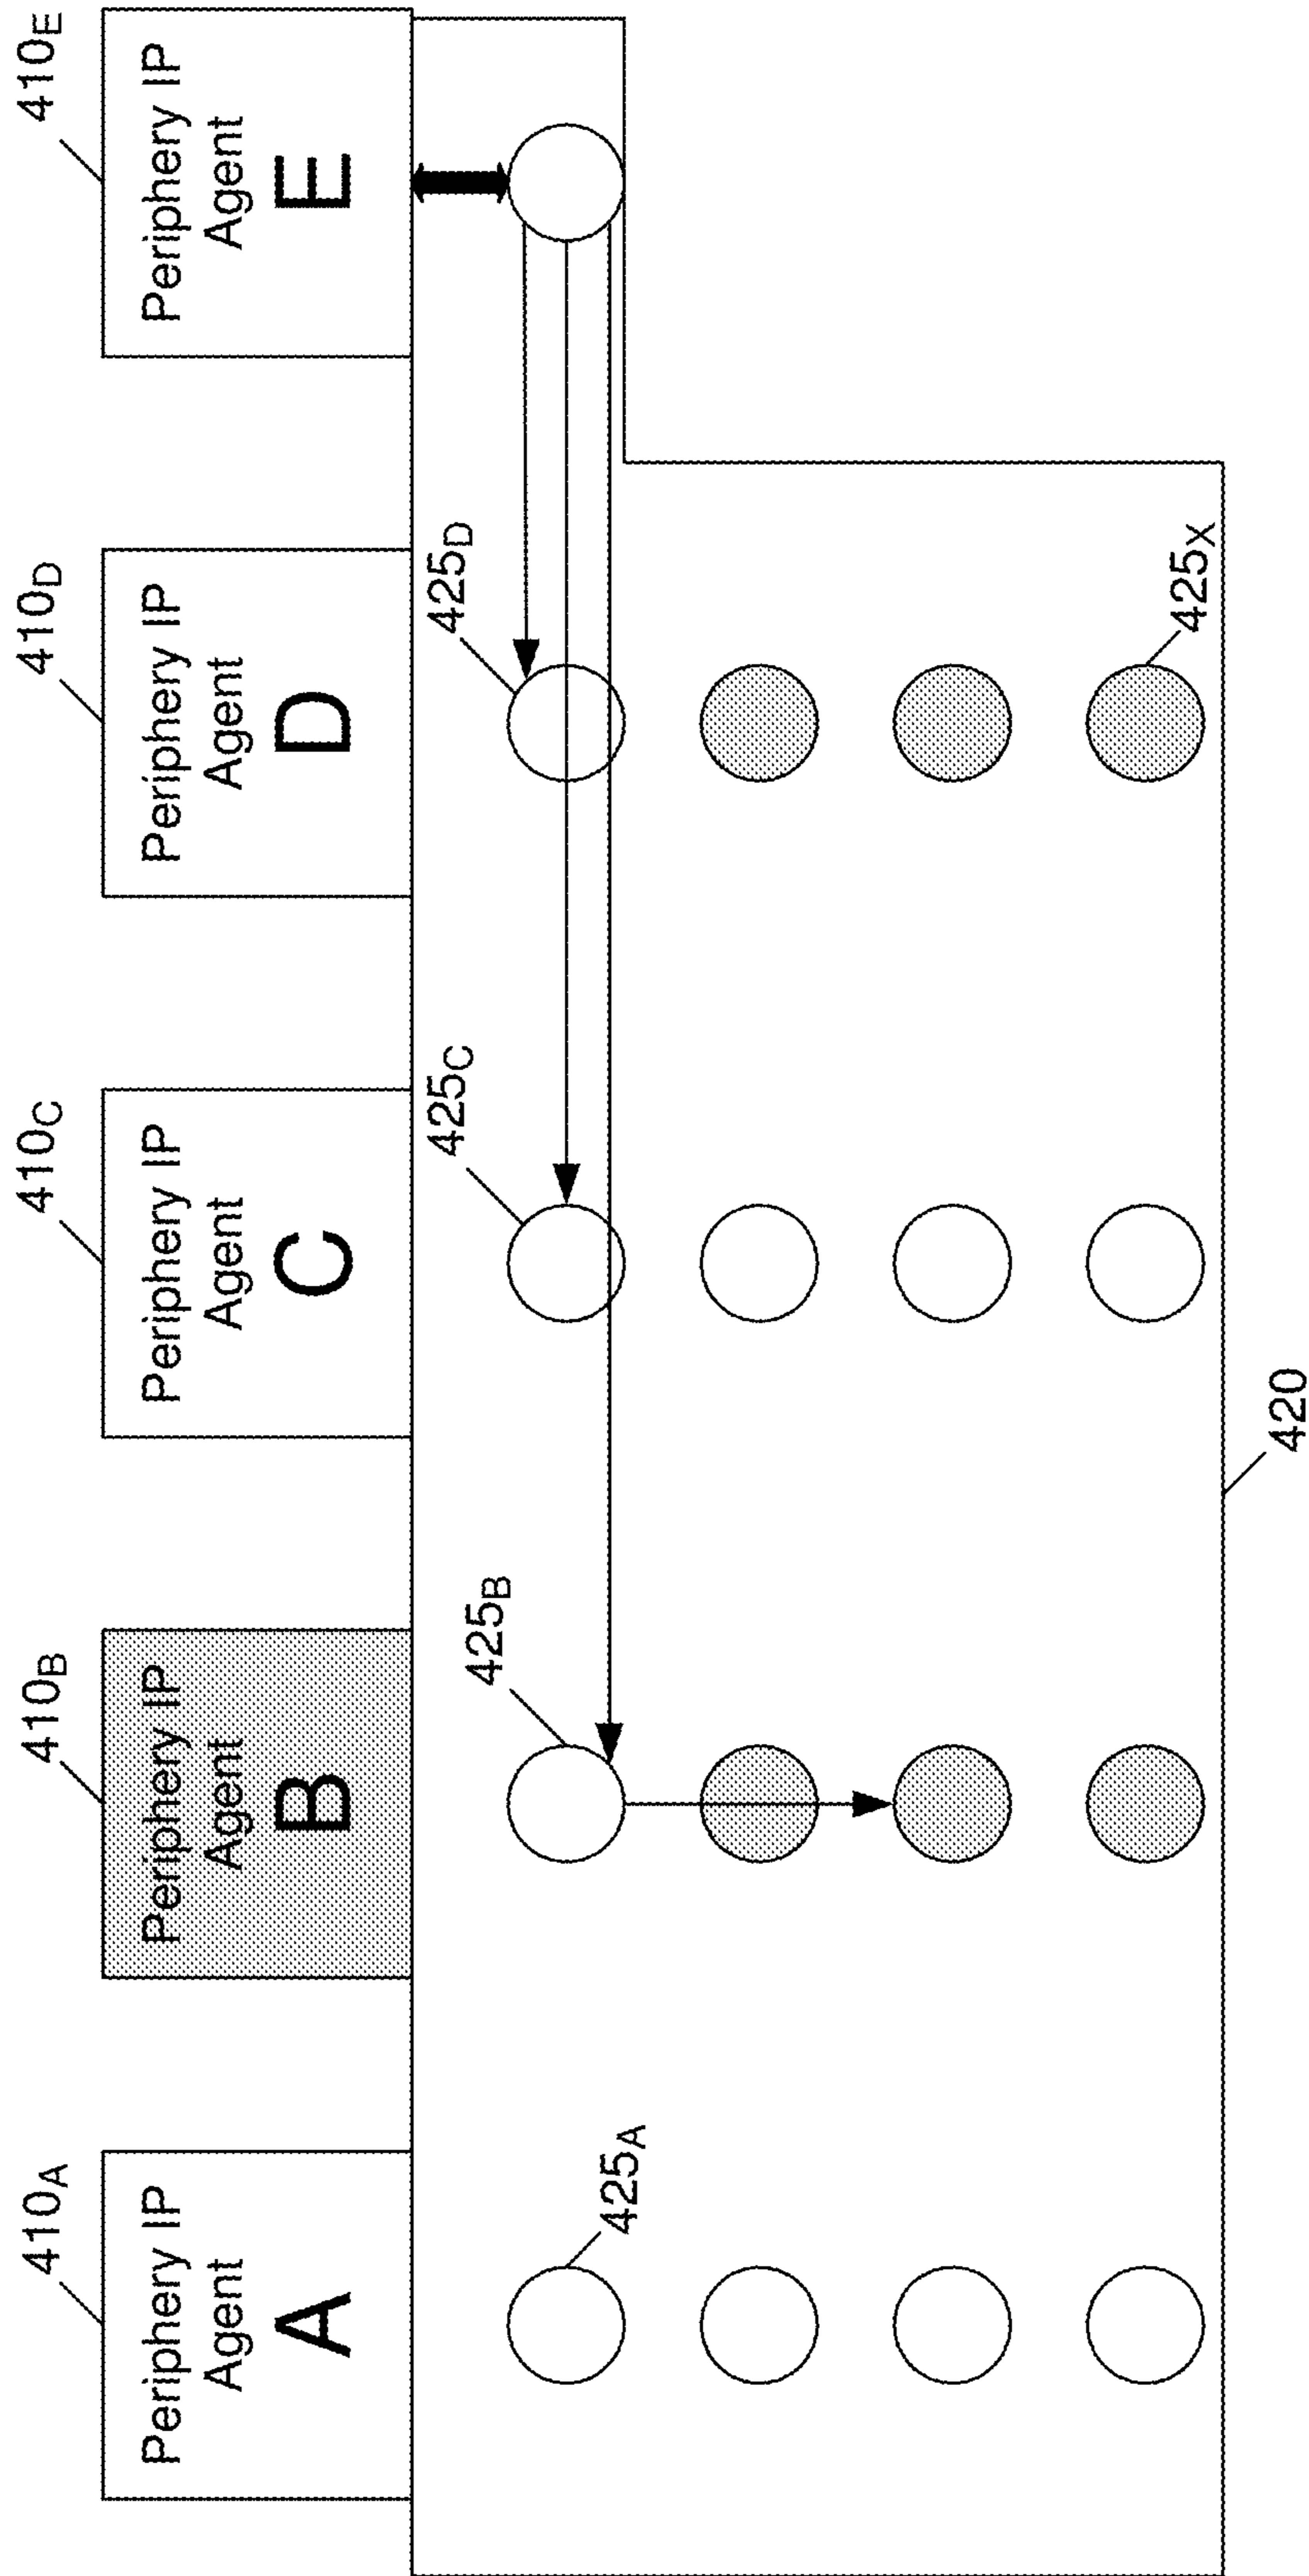 410A
410B
410C
410D
410E
Periphery IP
Agent
A
Periphery IP
Agent
B
Periphery IP
Agent
C
Periphery IP
Agent
D
Periphery IP
Agent
E
425A
425B
425C
425D
425X
420